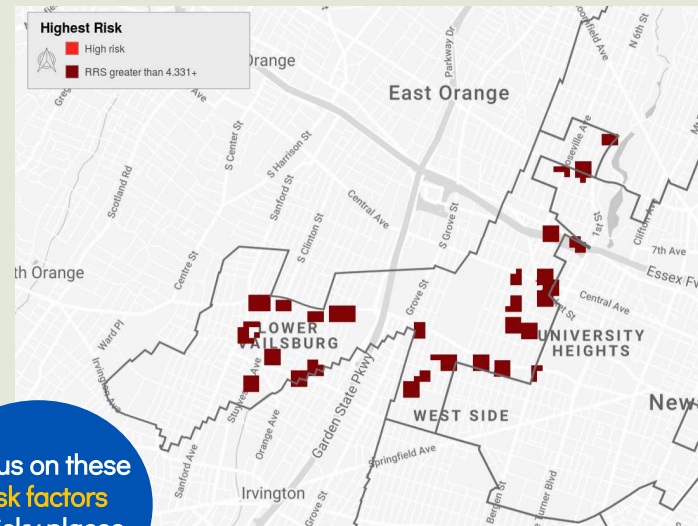 Highest Risk
High risk
RRS greater than 4.331+
Orange
East Orange
Parkway Dr
N 6th St
Ave
S Center St
S Harrison St
Sanford St
S Clinton St
Scotland Rd
Central Ave
S Grove St
1st St
Clifton Ave
7th Ave
Essex
Central Ave
th Orange
Centre St
Ward Pl
Irvington Ave
Grove St
LOWER
VAILSBURG
UNIVERSITY
HEIGHTS
Garden State Pkwy
WEST SIDE
New
Orange Ave
Sanford Ave
Springfield Ave
Irvington
Grove St
Bergen St
Turner Blvd
us on these
sk factors